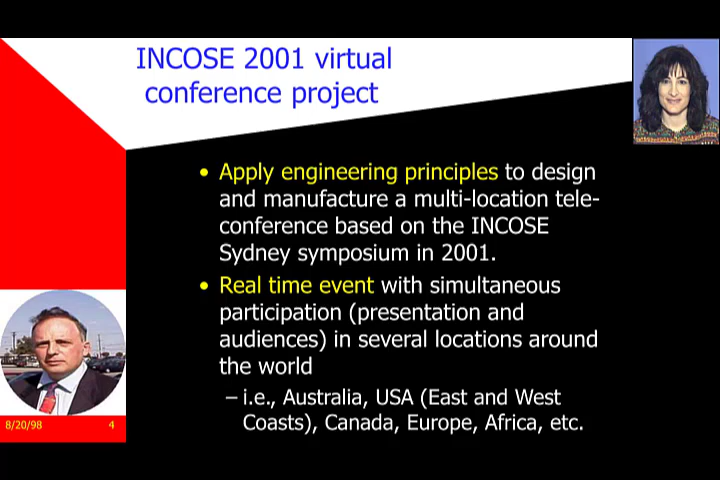 INCOSE 2001 virtual
conference project
• Apply engineering principles to design
and manufacture a multi-location tele-
conference based on the INCOSE
Sydney symposium in 2001.
• Real time event with simultaneous
participation (presentation and
audiences) in several locations around
the world
– i.e., Australia, USA (East and West
Coasts), Canada, Europe, Africa, etc.
8/20/98 4